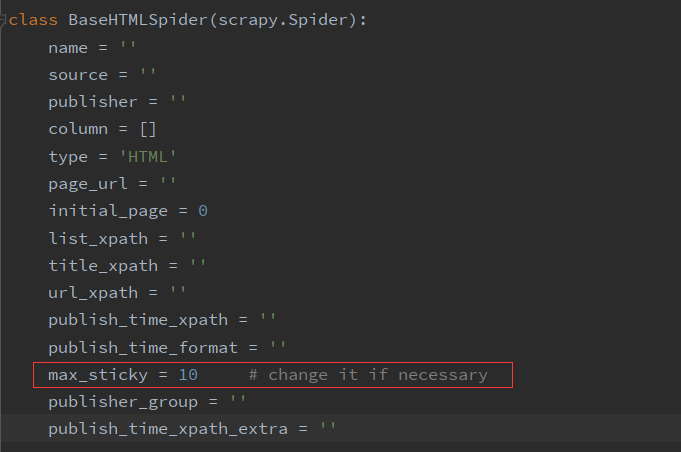 class BaseHTMLSpider(scrapy.Spider):
    name = ''
    source = ''
    publisher = ''
    column = []
    type = 'HTML'
    page_url = ''
    initial_page = 0
    list_xpath = ''
    title_xpath = ''
    url_xpath = ''
    publish_time_xpath = ''
    publish_time_format = ''
    max_sticky = 10     # change it if necessary
    publisher_group = ''
    publish_time_xpath_extra = ''